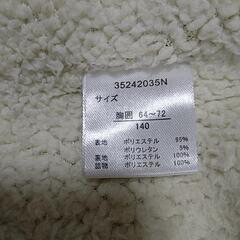 35242035N
サイズ
胸囲 64~72
140
表地 ポリエステル 95%
ポリウレタン 5%
裏地 ポリエステル 100%
詰物 ポリエステル 100%